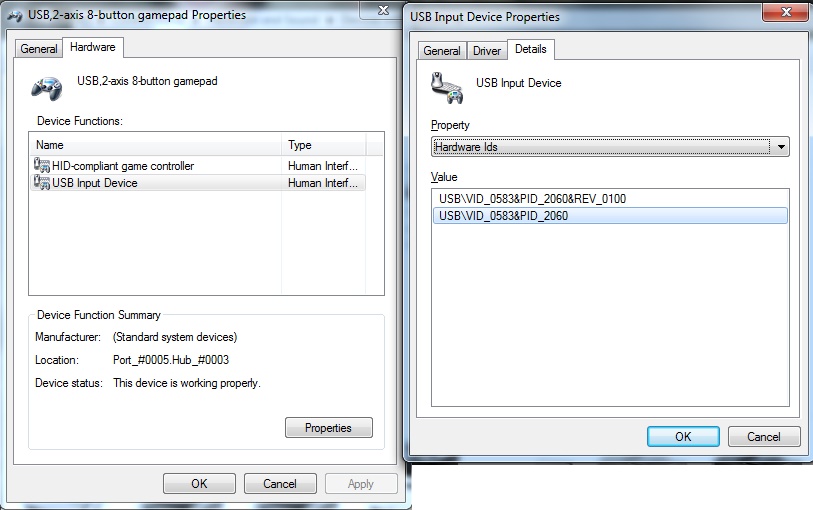 USB,2-axis 8-button gamepad Properties
General
Hardware
USB,2-axis 8-button gamepad
Device Functions:
Name Type
HID-compliant game controller Human Interf...
USB Input Device Human Interf...
Device Function Summary
Manufacturer: (Standard system devices)
Location: Port_#0005.Hub_#0003
Device status: This device is working properly.
Properties
OK Cancel Apply
USB Input Device Properties
General Driver Details
USB Input Device
Property
Hardware Ids
Value
USB\VID_0583&PID_2060&REV_0100
USB\VID_0583&PID_2060
OK Cancel